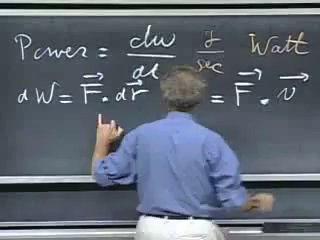 Power = dw/dt J/sec Watt
dW = F⃗ · dr⃗ = F⃗ · v⃗